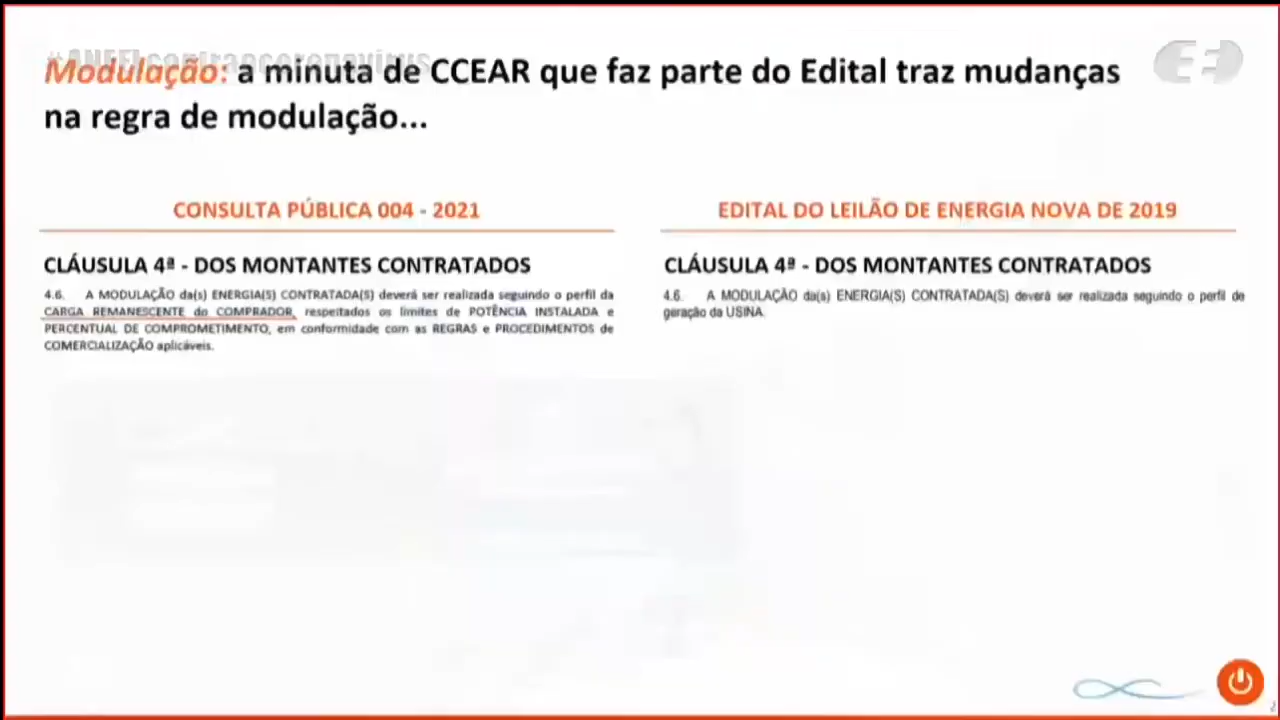 #ANEELcontraocoronavírus
Modulação: a minuta de CCEAR que faz parte do Edital traz mudanças
na regra de modulação...
CONSULTA PÚBLICA 004 - 2021
CLÁUSULA 4ª - DOS MONTANTES CONTRATADOS
4.6. A MODULAÇÃO da(s) ENERGIA(S) CONTRATADA(S) deverá ser realizada seguindo o perfil da
CARGA REMANESCENTE do COMPRADOR, respeitados os limites de POTÊNCIA INSTALADA e
PERCENTUAL DE COMPROMETIMENTO, em conformidade com as REGRAS e PROCEDIMENTOS de
COMERCIALIZAÇÃO aplicáveis.
EDITAL DO LEILÃO DE ENERGIA NOVA DE 2019
CLÁUSULA 4ª - DOS MONTANTES CONTRATADOS
4.6. A MODULAÇÃO da(s) ENERGIA(S) CONTRATADA(S) deverá ser realizada seguindo o perfil de
geração da USINA.